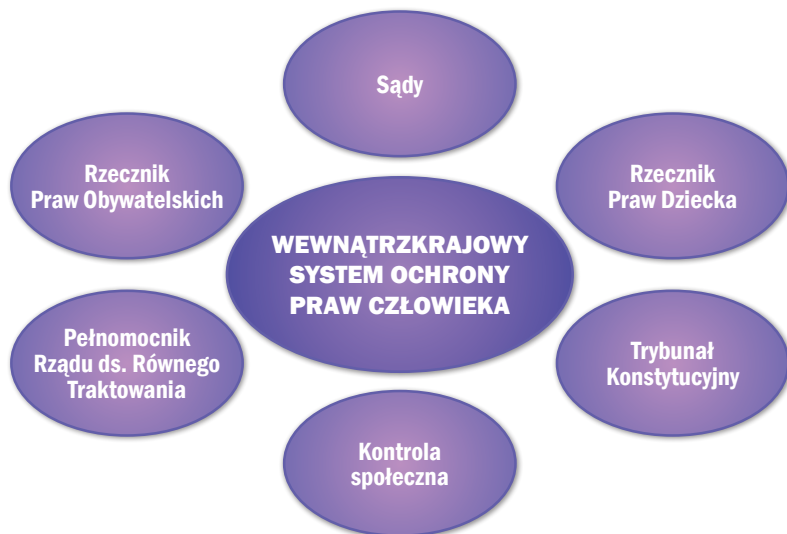 Sądy
Rzecznik
Praw Obywatelskich
Rzecznik
Praw Dziecka
WEWNĄTRZKRAJOWY
SYSTEM OCHRONY
PRAW CZŁOWIEKA
Pełnomocnik
Rządu ds. Równego
Traktowania
Trybunał
Konstytucyjny
Kontrola
społeczna